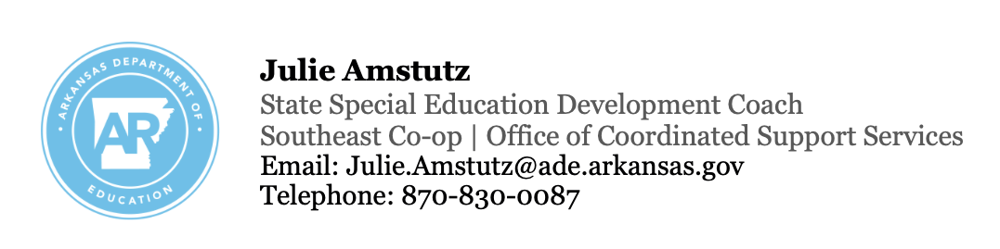 ARKANSAS DEPARTMENT OF
EDUCATION
AR
Julie Amstutz
State Special Education Development Coach
Southeast Co-op | Office of Coordinated Support Services
Email: Julie.Amstutz@ade.arkansas.gov
Telephone: 870-830-0087